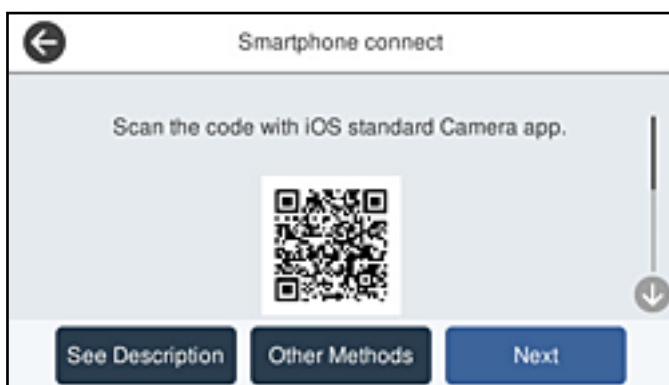 Smartphone connect
Scan the code with iOS standard Camera app.
See Description
Other Methods
Next